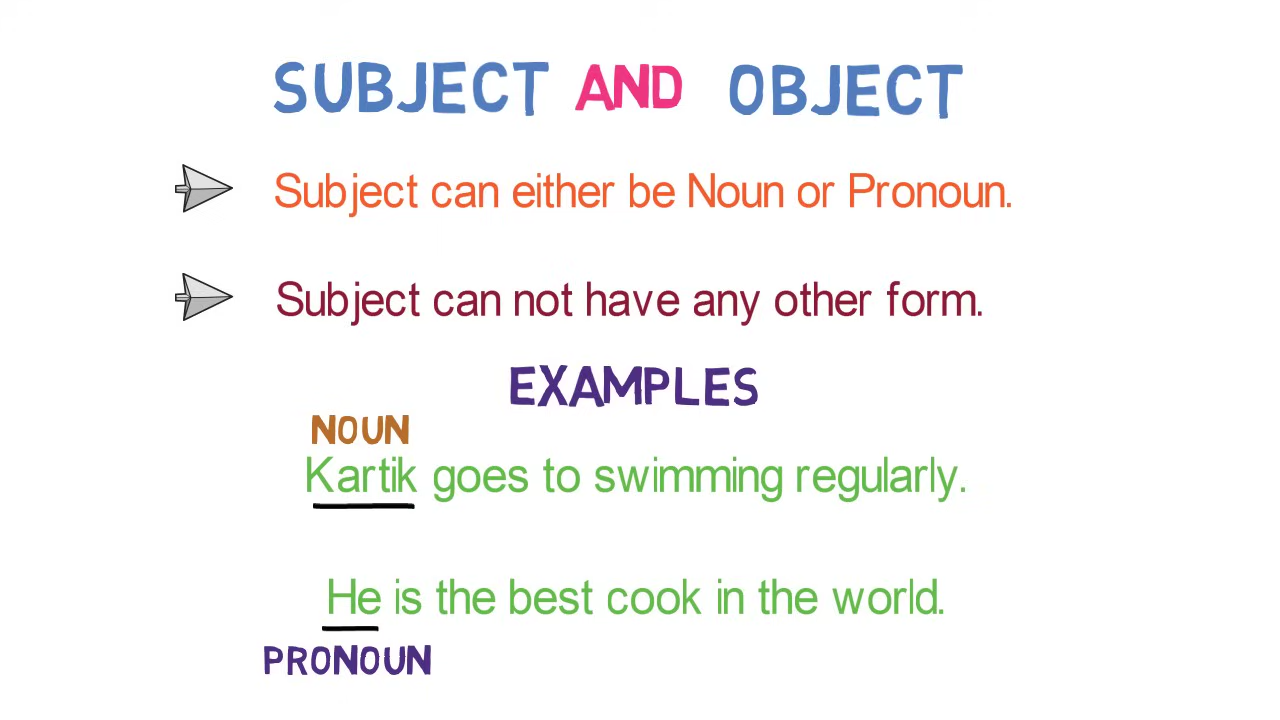 SUBJECT AND OBJECT
Subject can either be Noun or Pronoun.
Subject can not have any other form.
EXAMPLES
NOUN
Kartik goes to swimming regularly.
He is the best cook in the world.
PRONOUN